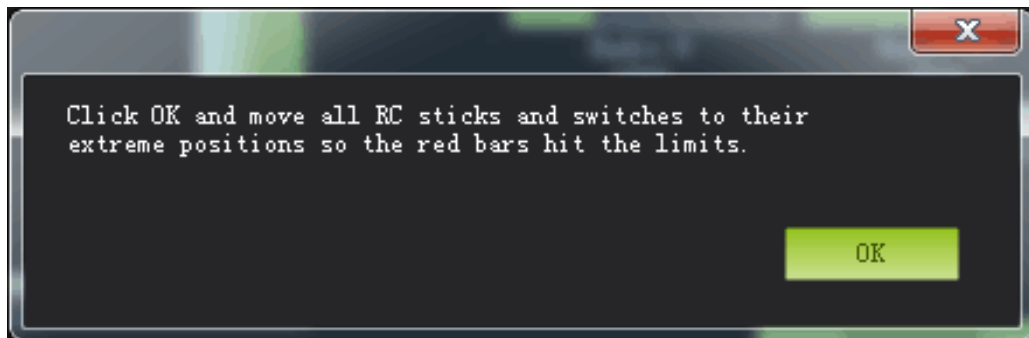 Click OK and move all RC sticks and switches to their
extreme positions so the red bars hit the limits.
OK